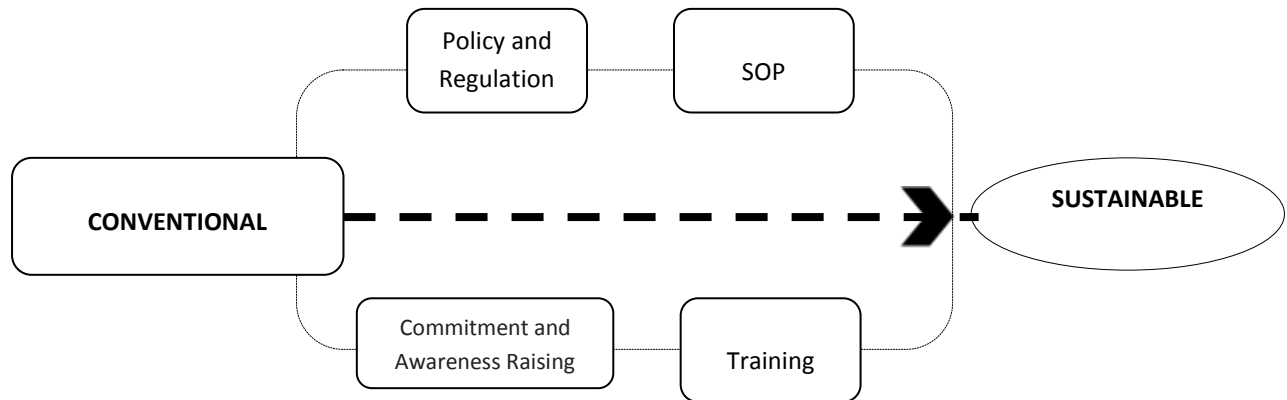 Policy and
Regulation
SOP
CONVENTIONAL
SUSTAINABLE
Commitment and
Awareness Raising
Training